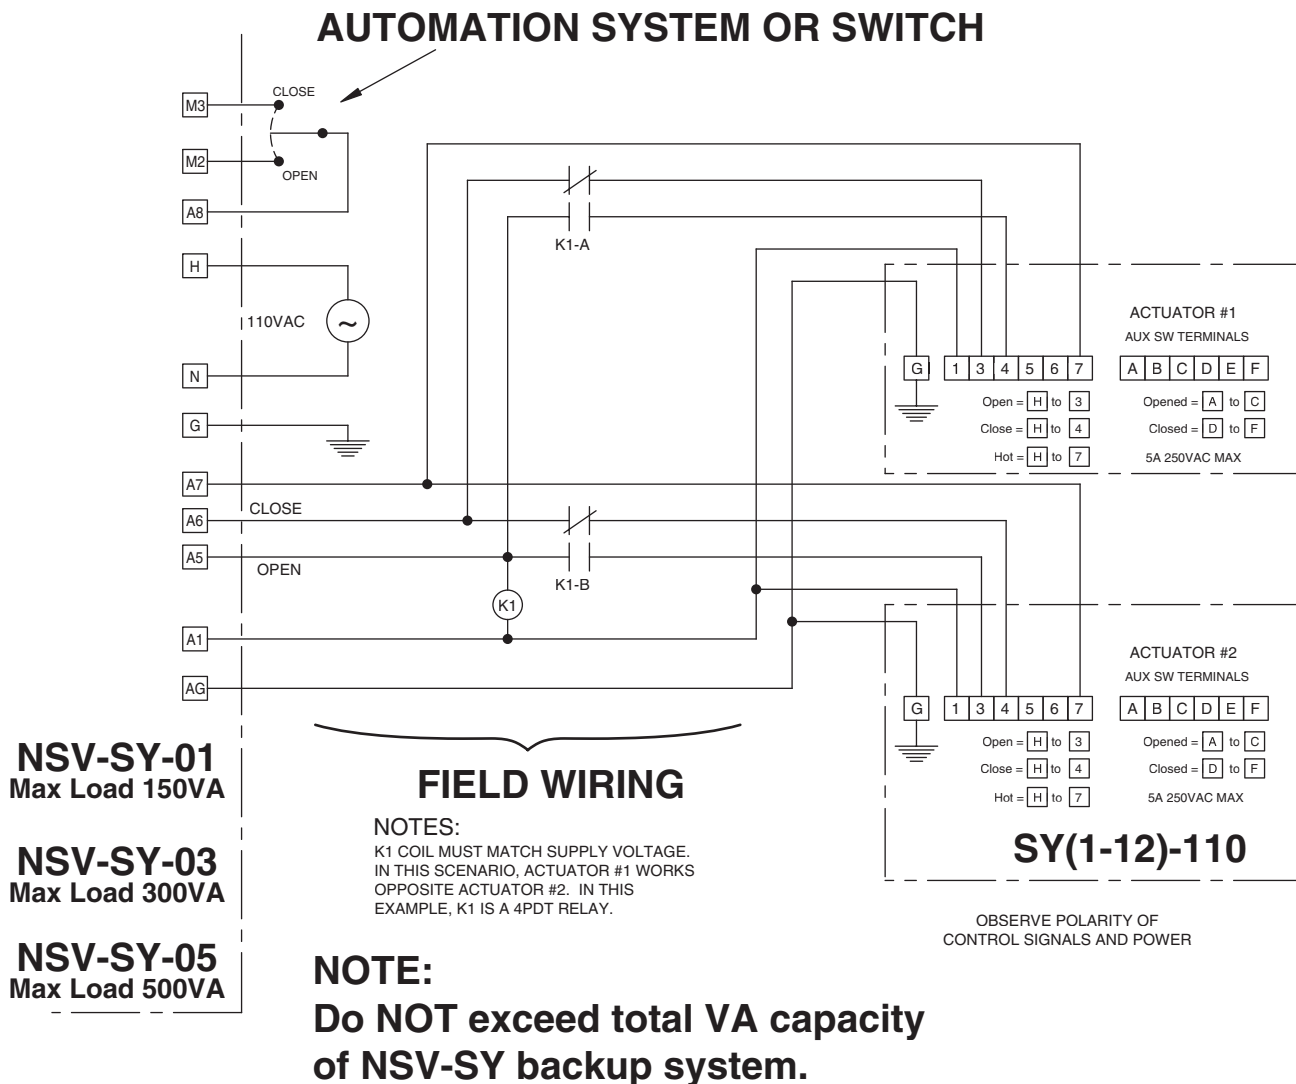 AUTOMATION SYSTEM OR SWITCH
M3
CLOSE
M2
OPEN
A8
H
110VAC
~
N
G
A7
A6
CLOSE
A5
OPEN
A1
AG
K1-A
K1-B
K1
ACTUATOR #1
AUX SW TERMINALS
G 1 3 4 5 6 7 A B C D E F
Open = H to 3 Opened = A to C
Close = H to 4 Closed = D to F
Hot = H to 7 5A 250VAC MAX
ACTUATOR #2
AUX SW TERMINALS
G 1 3 4 5 6 7 A B C D E F
Open = H to 3 Opened = A to C
Close = H to 4 Closed = D to F
Hot = H to 7 5A 250VAC MAX
SY(1-12)-110
OBSERVE POLARITY OF
CONTROL SIGNALS AND POWER
NSV-SY-01
Max Load 150VA
NSV-SY-03
Max Load 300VA
NSV-SY-05
Max Load 500VA
FIELD WIRING
NOTES:
K1 COIL MUST MATCH SUPPLY VOLTAGE.
IN THIS SCENARIO, ACTUATOR #1 WORKS
OPPOSITE ACTUATOR #2. IN THIS
EXAMPLE, K1 IS A 4PDT RELAY.
NOTE:
Do NOT exceed total VA capacity
of NSV-SY backup system.